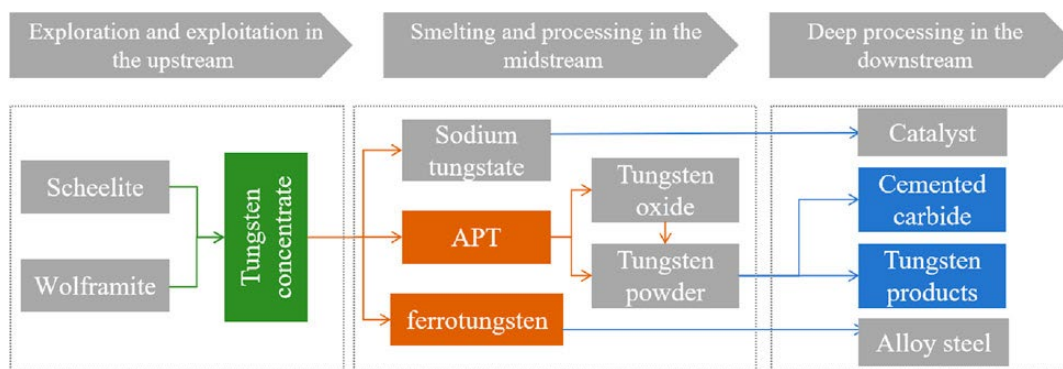 Exploration and exploitation in
the upstream
Smelting and processing in the
midstream
Deep processing in the
downstream
Scheelite
Wolframite
Tungsten
concentrate
Sodium
tungstate
APT
ferrotungsten
Tungsten
oxide
Tungsten
powder
Catalyst
Cemented
carbide
Tungsten
products
Alloy steel